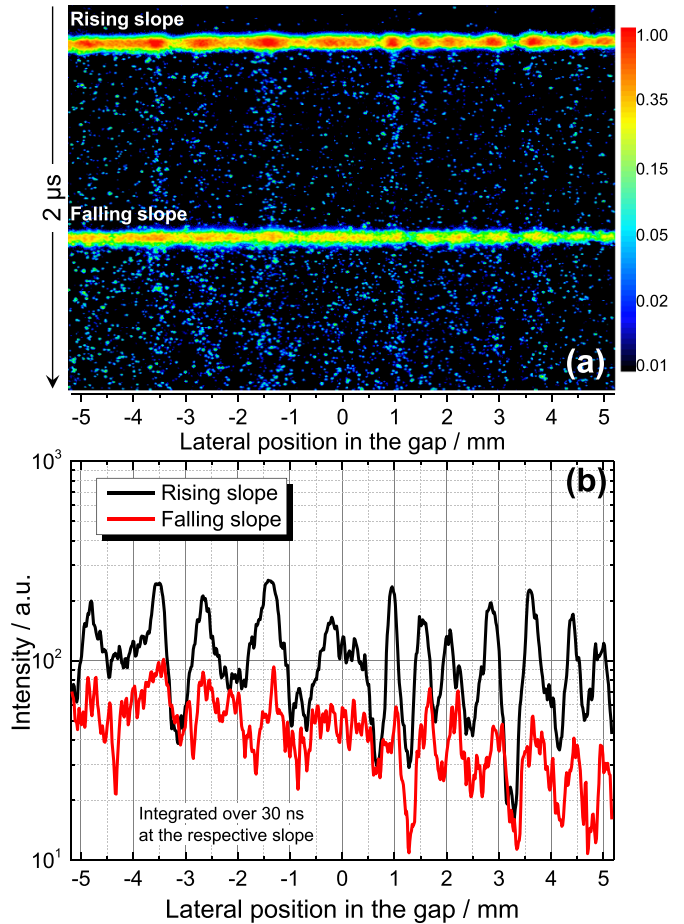 Rising slope
2 µs
Falling slope
(a)
1.00
0.35
0.15
0.05
0.02
0.01
-5 -4 -3 -2 -1 0 1 2 3 4 5
Lateral position in the gap / mm
(b)
10³
10²
10¹
Intensity / a.u.
Rising slope
Falling slope
Integrated over 30 ns
at the respective slope
-5 -4 -3 -2 -1 0 1 2 3 4 5
Lateral position in the gap / mm